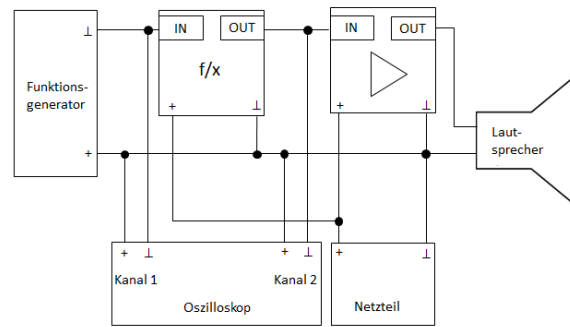 ⊥ IN OUT IN OUT
f/x
Funktions-
generator
+ ⊥ + ⊥
Laut-
sprecher
+
+ ⊥ + ⊥ + ⊥
Kanal 1 Kanal 2
Oszilloskop Netzteil